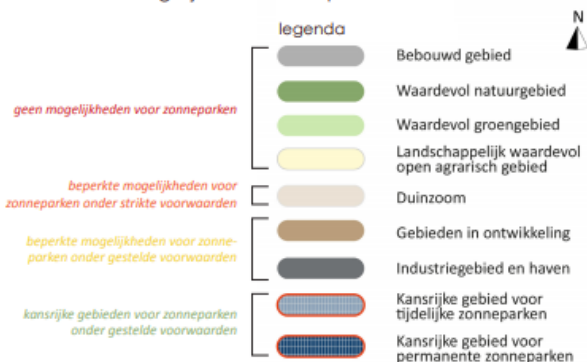 legenda
N
geen mogelijkheden voor zonneparken
Bebouwd gebied
Waardevol natuurgebied
Waardevol groengebied
Landschappelijk waardevol
open agrarisch gebied
beperkte mogelijkheden voor
zonneparken onder strikte voorwaarden
Duinzoom
beperkte mogelijkheden voor zonne-
parken onder gestelde voorwaarden
Gebieden in ontwikkeling
Industriegebied en haven
kansrijke gebieden voor zonneparken
onder gestelde voorwaarden
Kansrijke gebied voor
tijdelijke zonneparken
Kansrijke gebied voor
permanente zonneparken